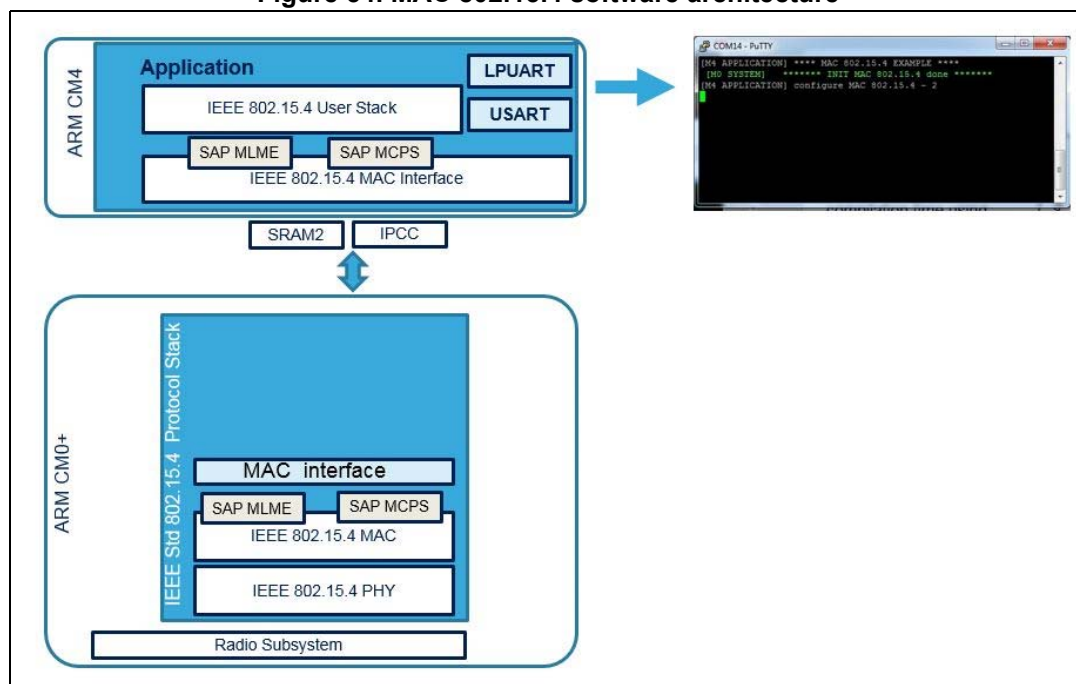 ARM CM4
Application
LPUART
IEEE 802.15.4 User Stack
USART
SAP MLME
SAP MCPS
IEEE 802.15.4 MAC Interface
SRAM2
IPCC
COM14 - PuTTY
[M4 APPLICATION] **** MAC 802.15.4 EXAMPLE ****
[M0 SYSTEM] ******* INIT MAC 802.15.4 done *******
[M4 APPLICATION] configure MAC 802.15.4 - 2
ARM CM0+
IEEE Std 802.15.4 Protocol Stack
MAC interface
SAP MLME
SAP MCPS
IEEE 802.15.4 MAC
IEEE 802.15.4 PHY
Radio Subsystem